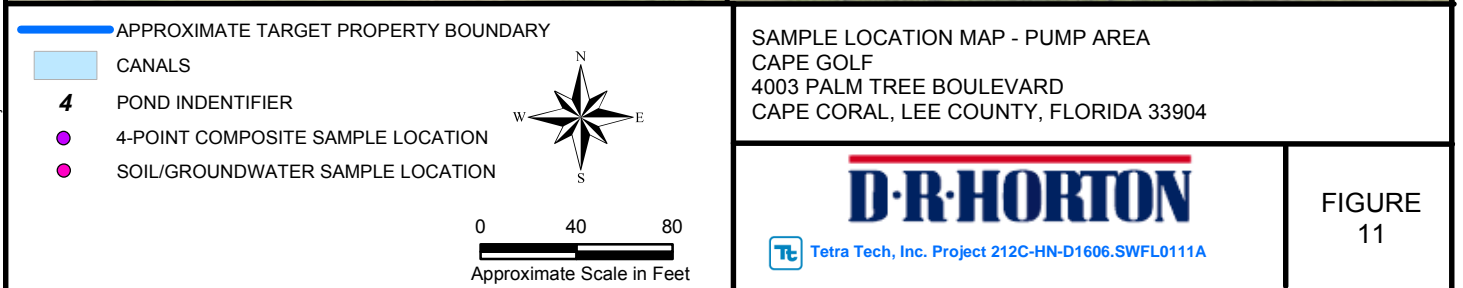 APPROXIMATE TARGET PROPERTY BOUNDARY
CANALS
4 POND INDENTIFIER
4-POINT COMPOSITE SAMPLE LOCATION
SOIL/GROUNDWATER SAMPLE LOCATION
N
W E
S
0 40 80
Approximate Scale in Feet
SAMPLE LOCATION MAP - PUMP AREA
CAPE GOLF
4003 PALM TREE BOULEVARD
CAPE CORAL, LEE COUNTY, FLORIDA 33904
D·R·HORTON
Tt Tetra Tech, Inc. Project 212C-HN-D1606.SWFL0111A
FIGURE
11